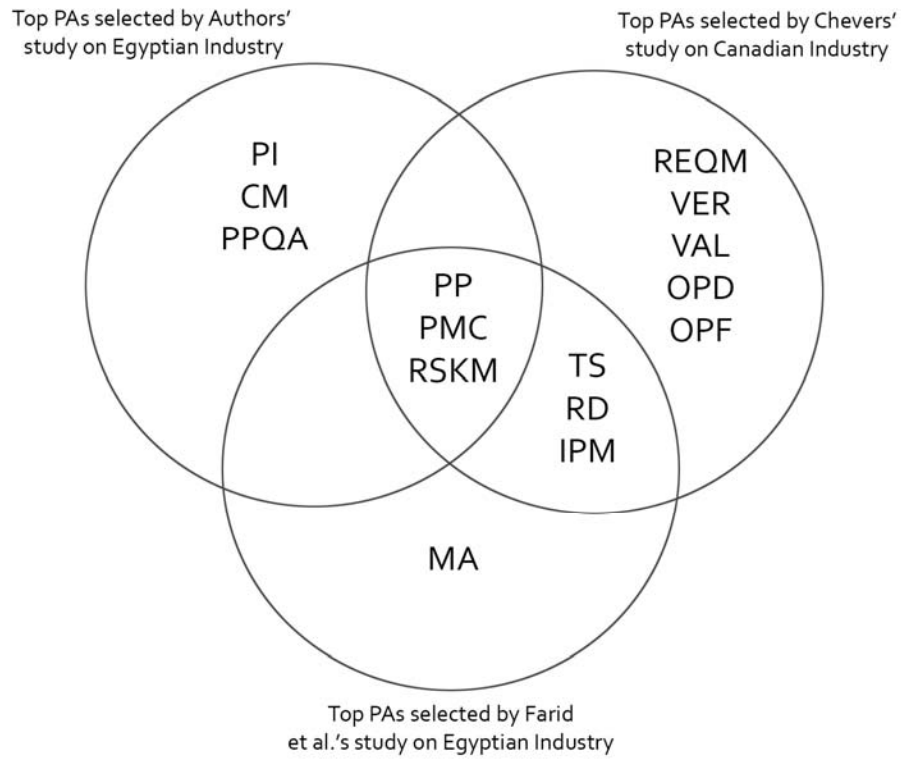 Top PAs selected by Authors'
study on Egyptian Industry
Top PAs selected by Chevers'
study on Canadian Industry
PI
CM
PPQA
REQM
VER
VAL
OPD
OPF
PP
PMC
RSKM
TS
RD
IPM
MA
Top PAs selected by Farid
et al.'s study on Egyptian Industry